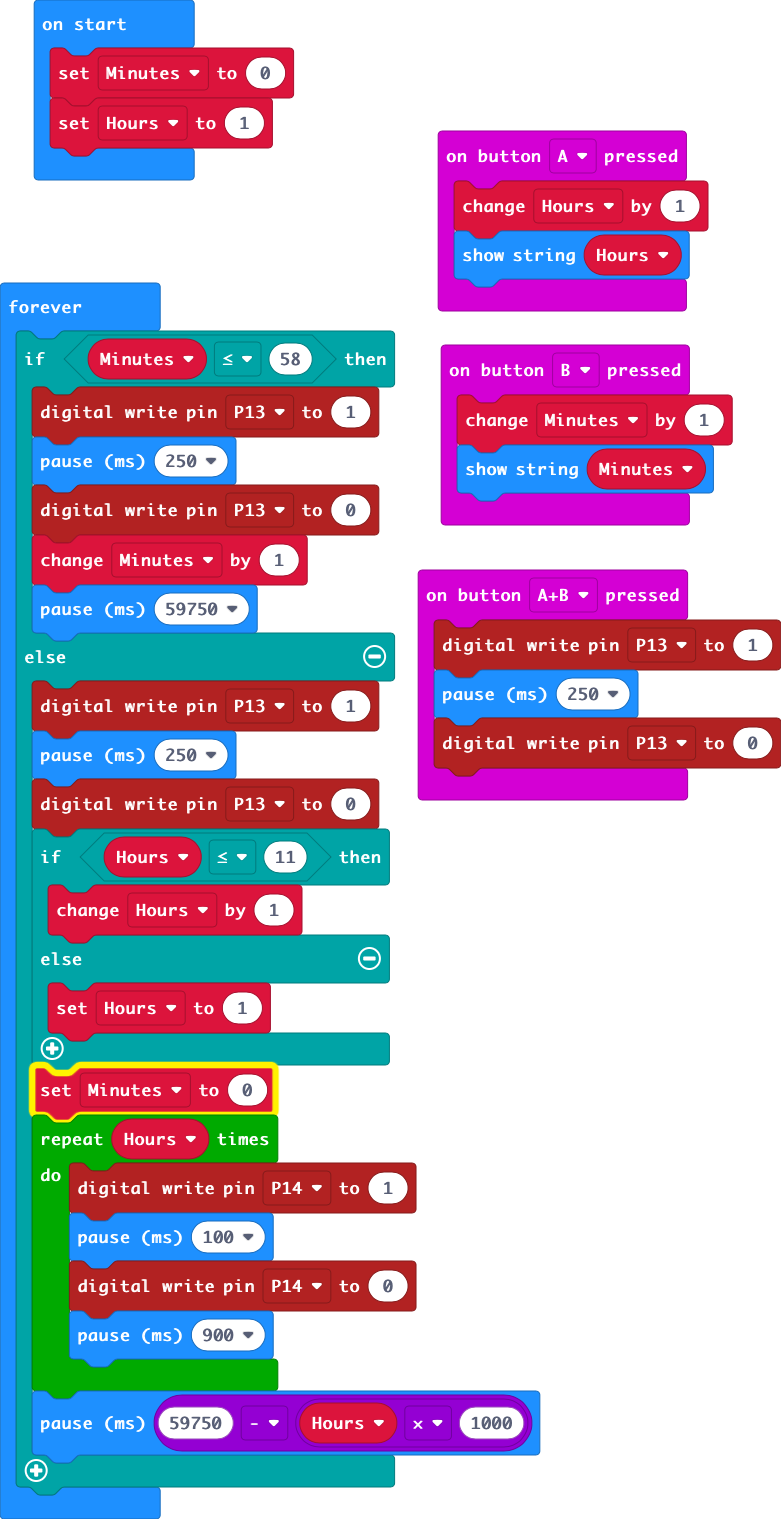 on start
set Minutes to 0
set Hours to 1
on button A pressed
change Hours by 1
show string Hours
forever
if Minutes ≤ 58 then
digital write pin P13 to 1
pause (ms) 250
digital write pin P13 to 0
change Minutes by 1
pause (ms) 59750
else
digital write pin P13 to 1
pause (ms) 250
digital write pin P13 to 0
if Hours ≤ 11 then
change Hours by 1
else
set Hours to 1
set Minutes to 0
repeat Hours times
do
digital write pin P14 to 1
pause (ms) 100
digital write pin P14 to 0
pause (ms) 900
pause (ms) 59750 - Hours × 1000
on button B pressed
change Minutes by 1
show string Minutes
on button A+B pressed
digital write pin P13 to 1
pause (ms) 250
digital write pin P13 to 0